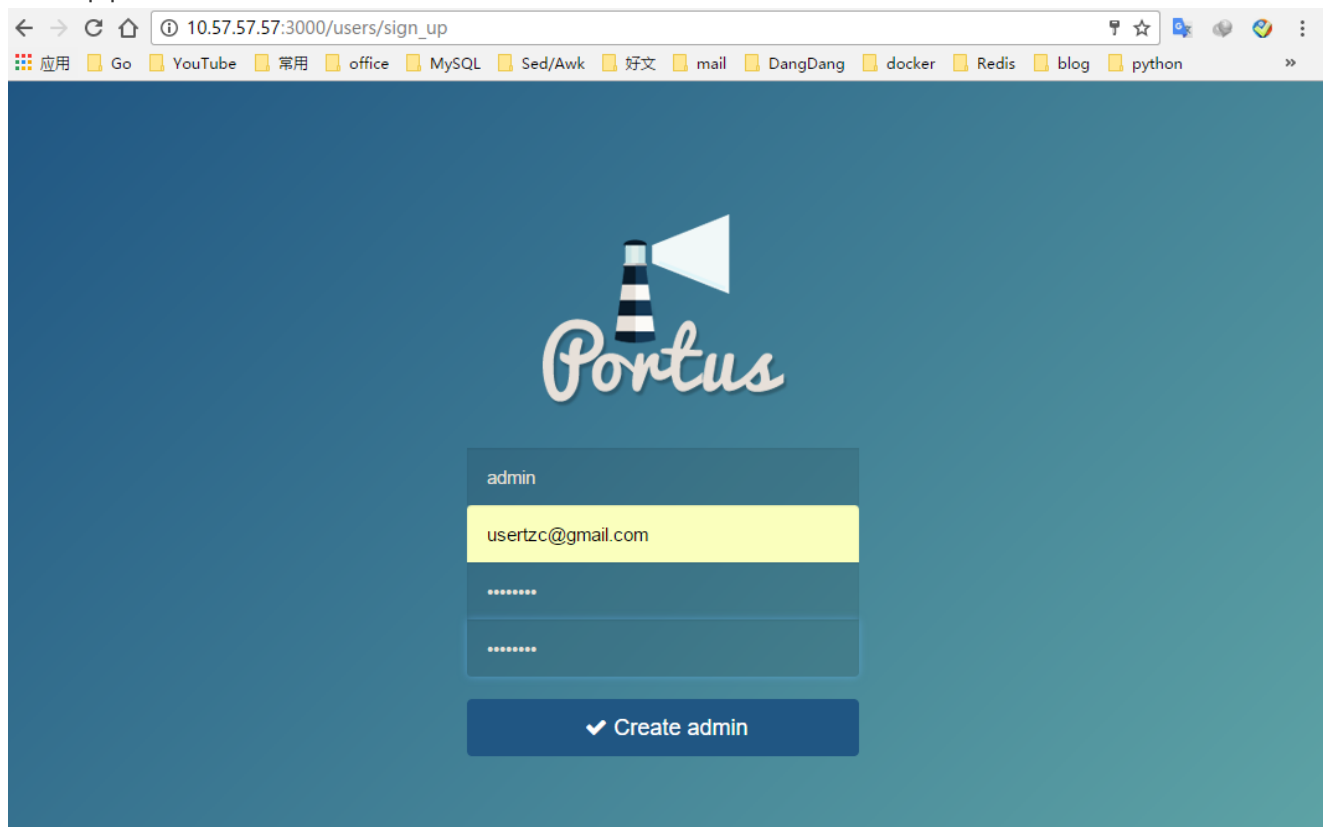 10.57.57.57:3000/users/sign_up
应用 Go YouTube 常用 office MySQL Sed/Awk 好文 mail DangDang docker Redis blog python »
Portus
admin
usertzc@gmail.com
••••••••
••••••••
Create admin